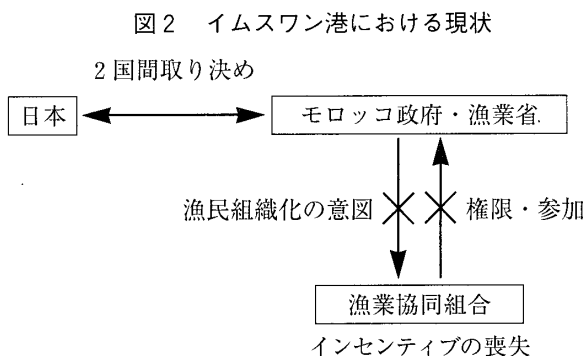 図2 イムスワン港における現状
2国間取り決め
日本
モロッコ政府・漁業省
漁民組織化の意図
権限・参加
漁業協同組合
インセンティブの喪失